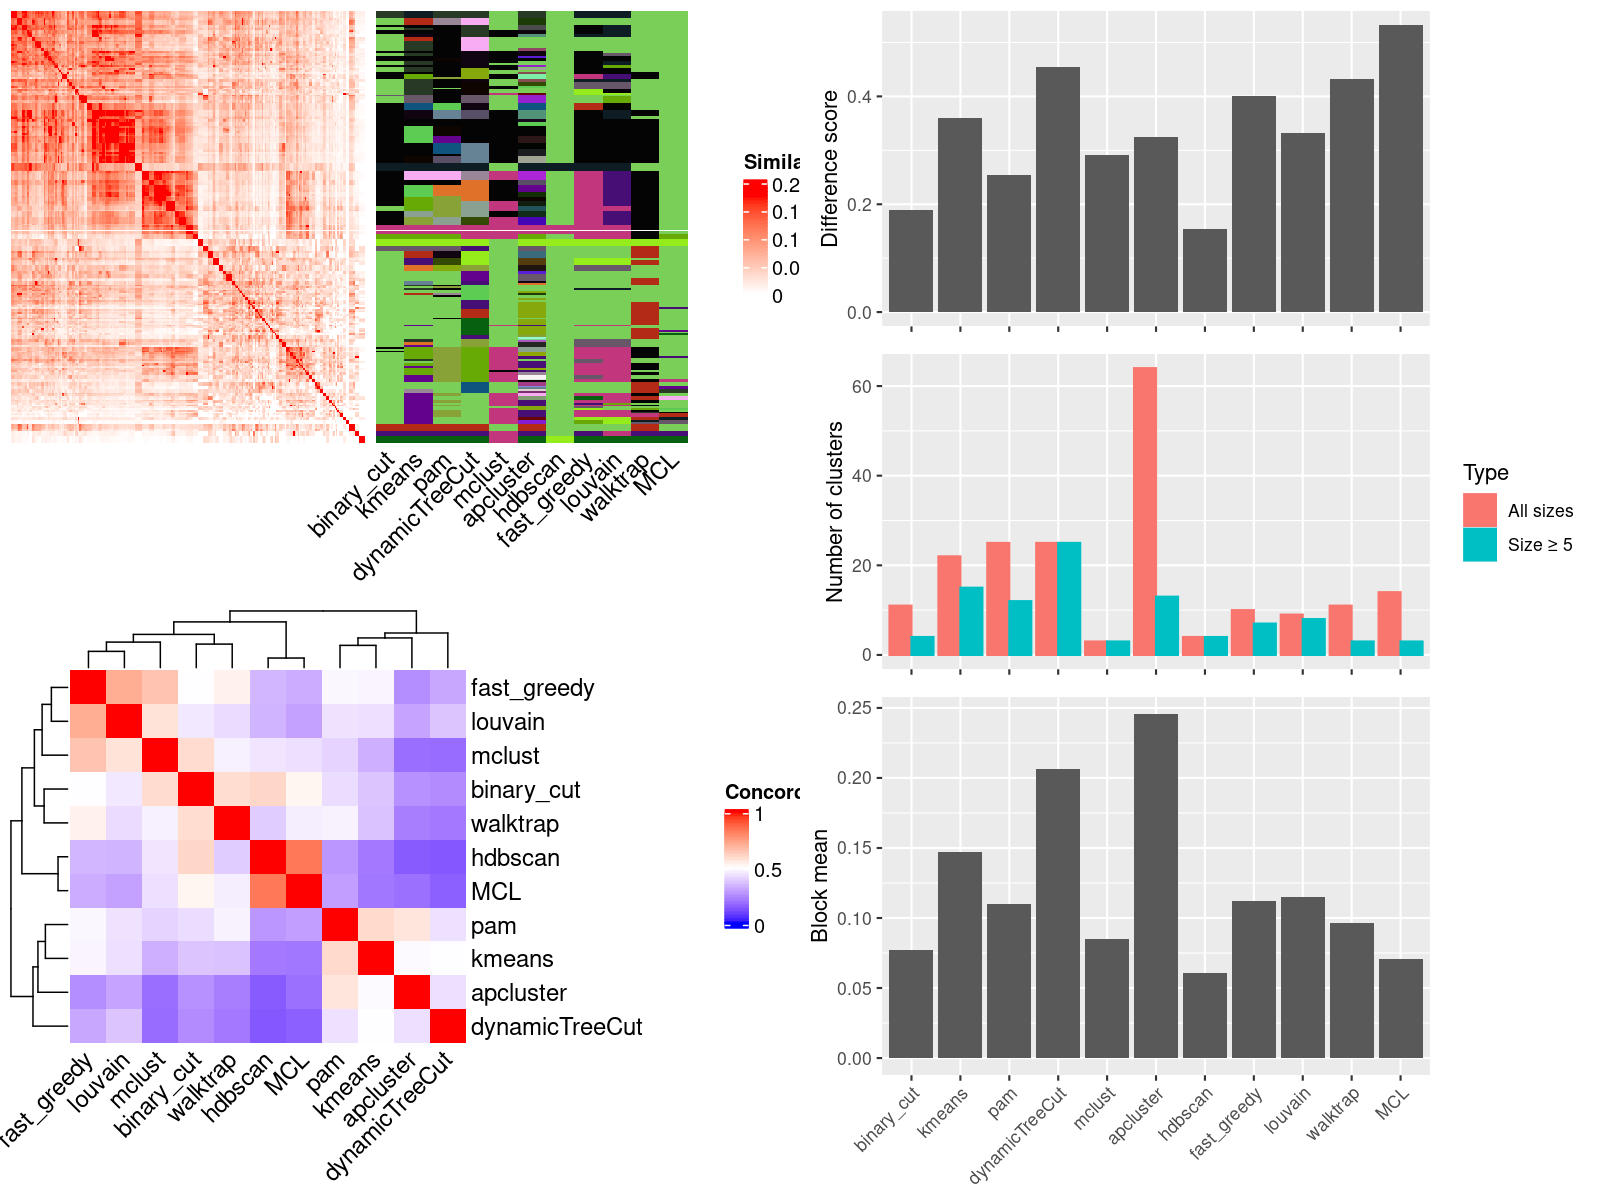 Simila
0.2
0.1
0.1
0.0
0
binary_cut
kmeans
pam
dynamicTreeCut
mclust
apcluster
hdbscan
fast_greedy
louvain
walktrap
MCL
fast_greedy
louvain
mclust
binary_cut
walktrap
hdbscan
MCL
pam
kmeans
apcluster
dynamicTreeCut
fast_greedy
louvain
mclust
binary_cut
walktrap
hdbscan
MCL
pam
kmeans
apcluster
dynamicTreeCut
Concord
1
0.5
0
Difference score
0.4
0.2
0.0
Number of clusters
60
40
20
0
Type
All sizes
Size ≥ 5
Block mean
0.25
0.20
0.15
0.10
0.05
0.00
binary_cut
kmeans
pam
dynamicTreeCut
mclust
apcluster
hdbscan
fast_greedy
louvain
walktrap
MCL